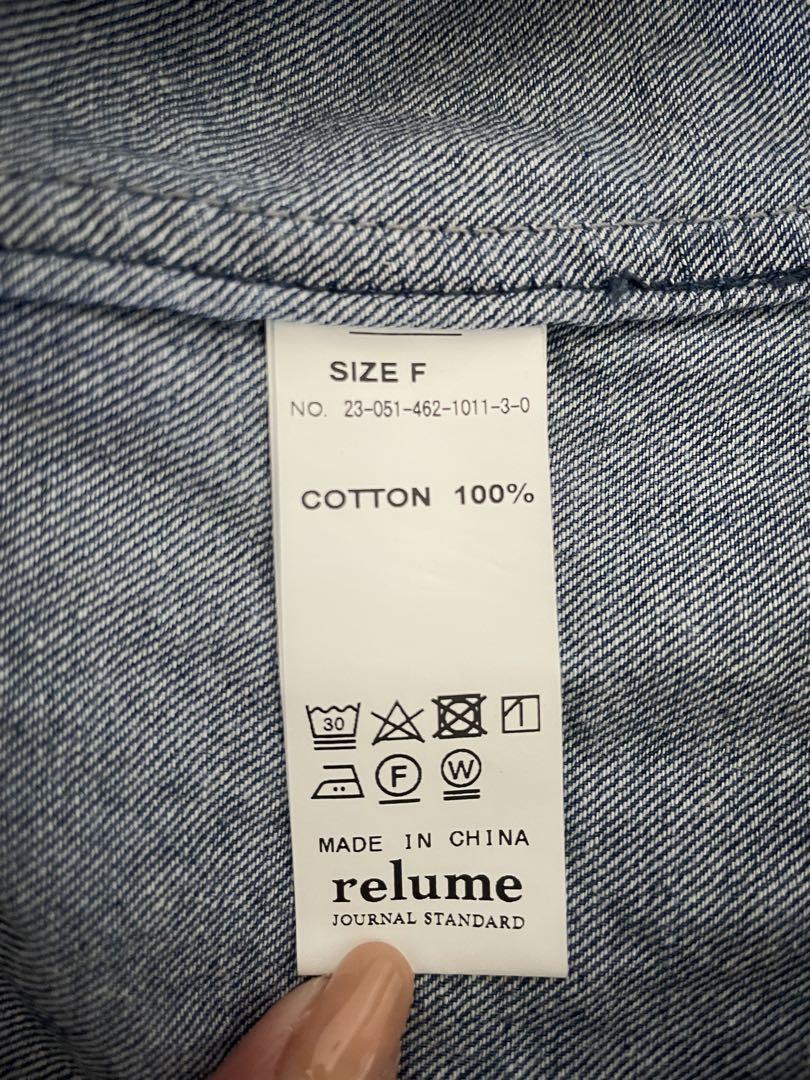 SIZE F
NO. 23-051-462-1011-3-0
COTTON 100%
30
F W
MADE IN CHINA
relume
JOURNAL STANDARD